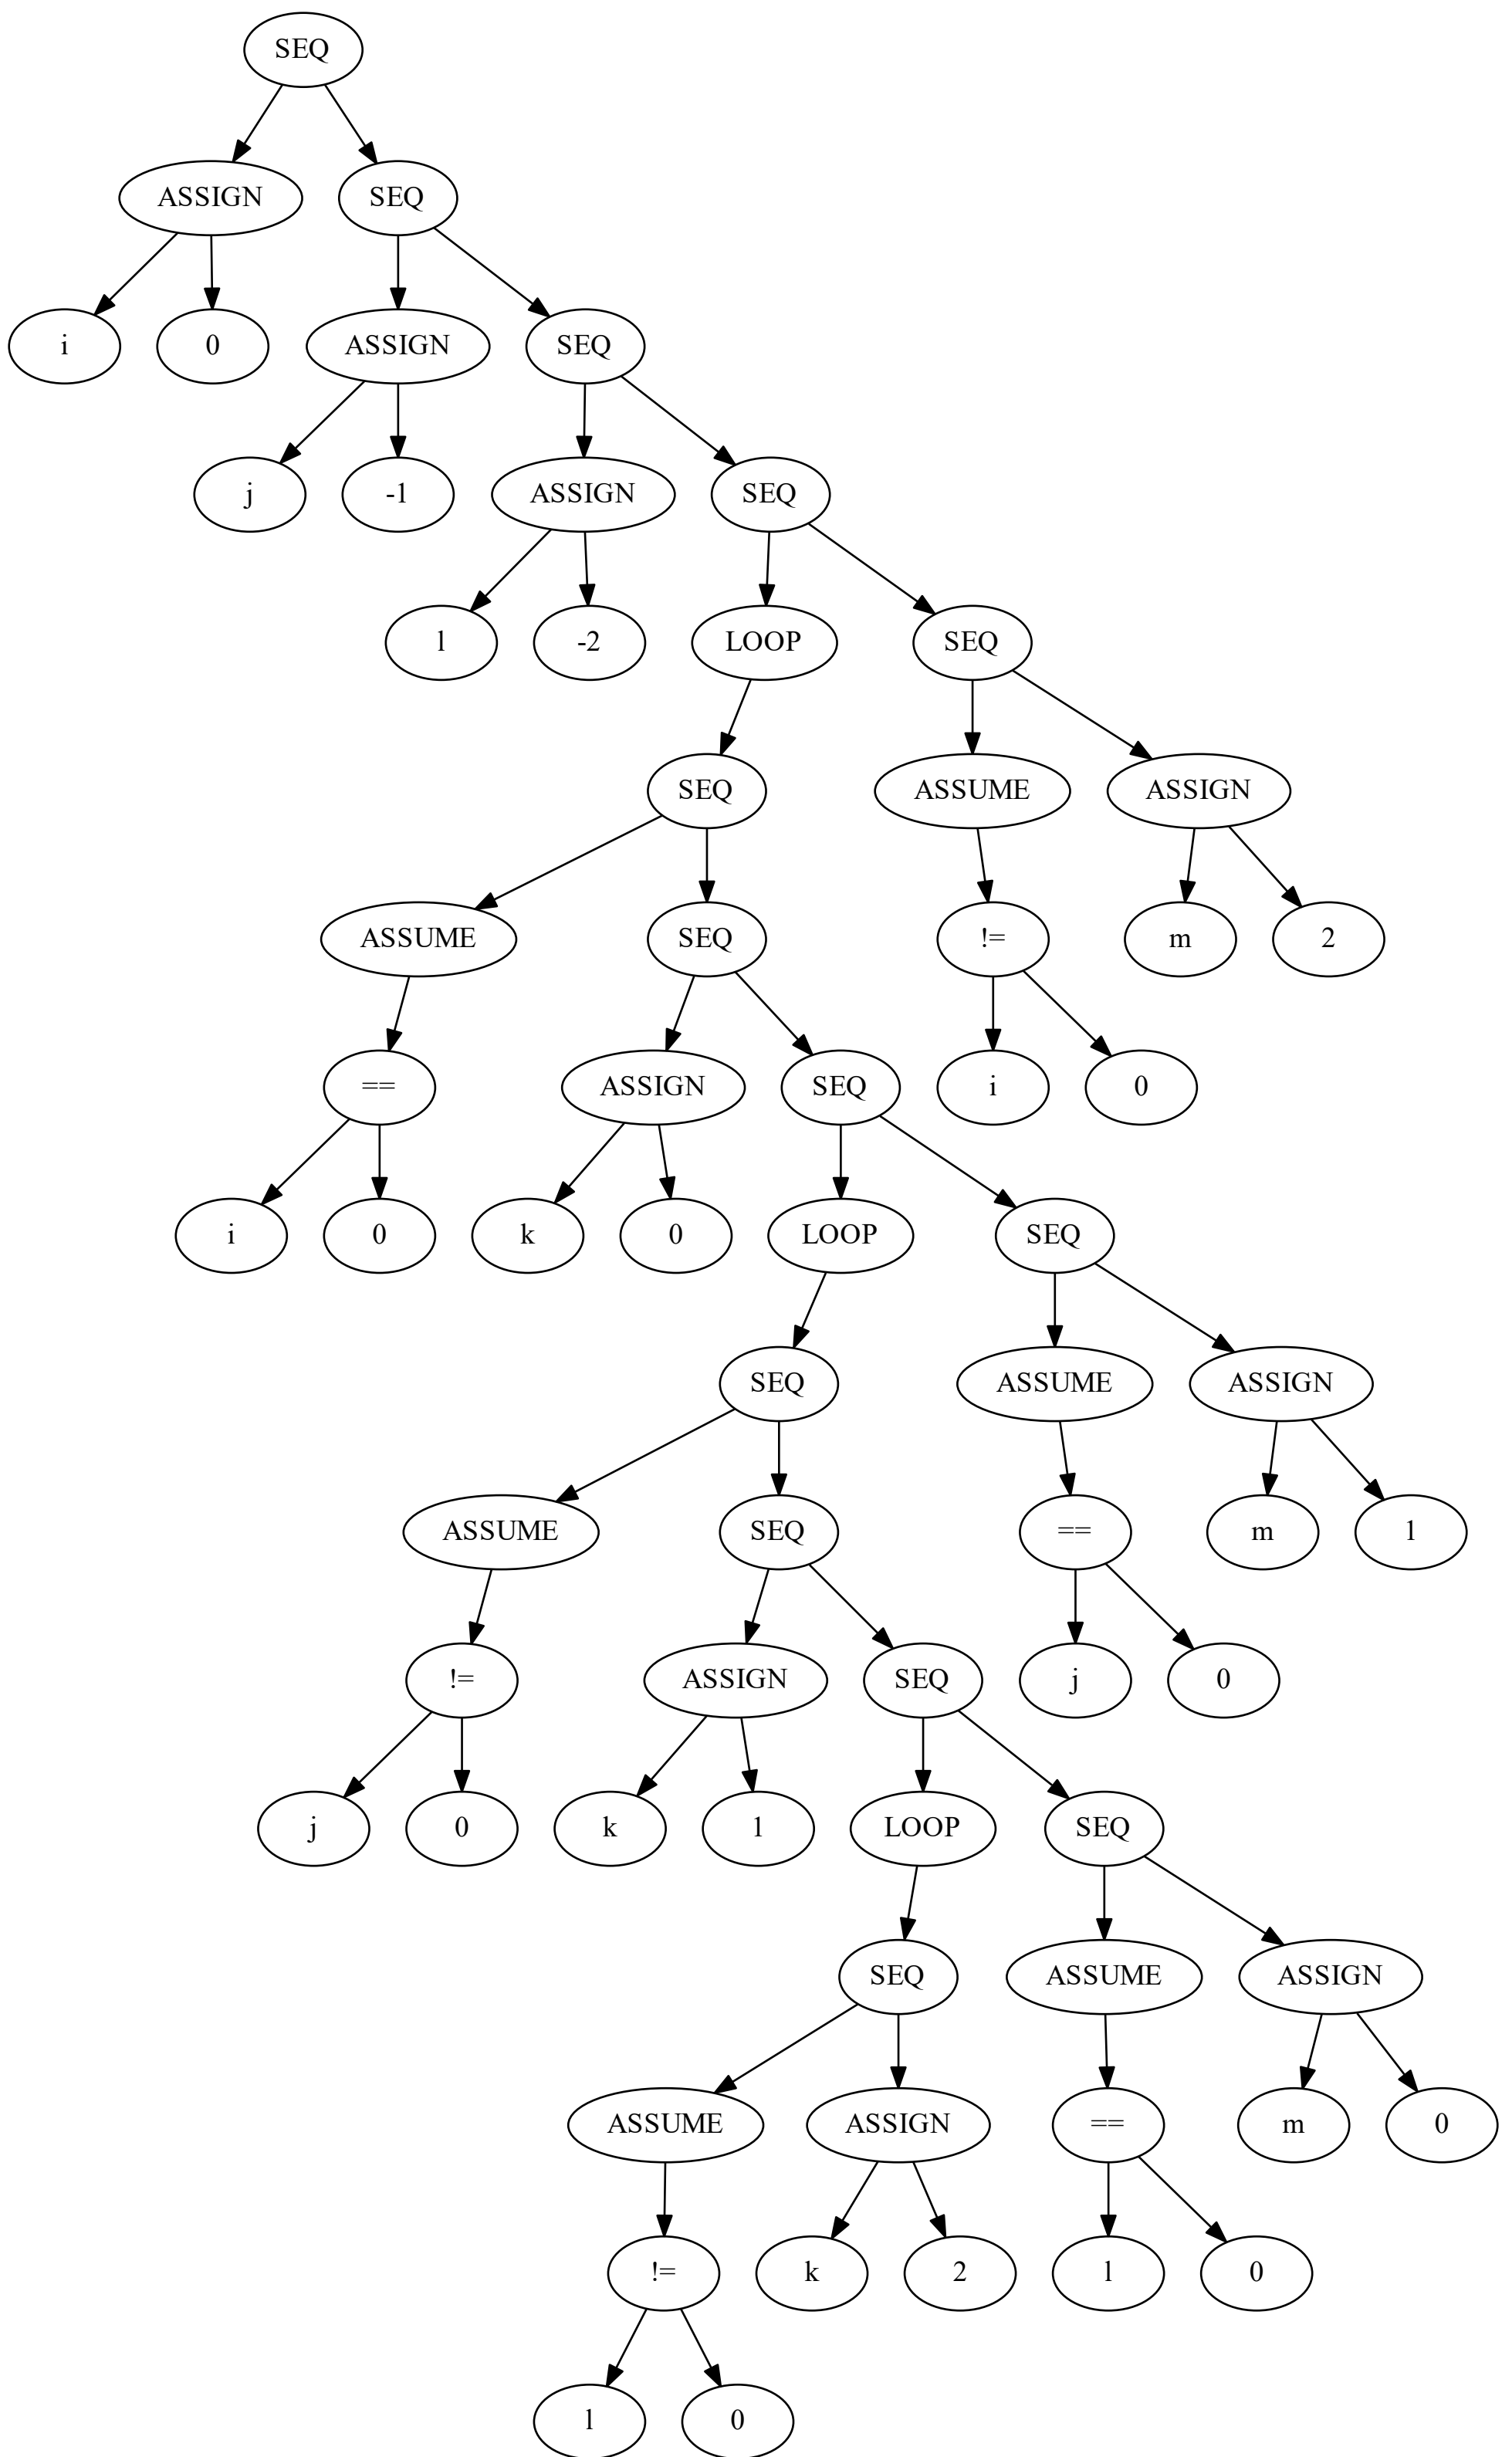 SEQ
ASSIGN SEQ
i 0 ASSIGN SEQ
j -1 ASSIGN SEQ
l -2 LOOP SEQ
SEQ ASSUME ASSIGN
ASSUME SEQ != m 2
== ASSIGN SEQ i 0
i 0 k 0 LOOP SEQ
SEQ ASSUME ASSIGN
ASSUME SEQ == m 1
!= ASSIGN SEQ j 0
j 0 k 1 LOOP SEQ
SEQ ASSUME ASSIGN
ASSUME ASSIGN == m 0
!= k 2 l 0
l 0